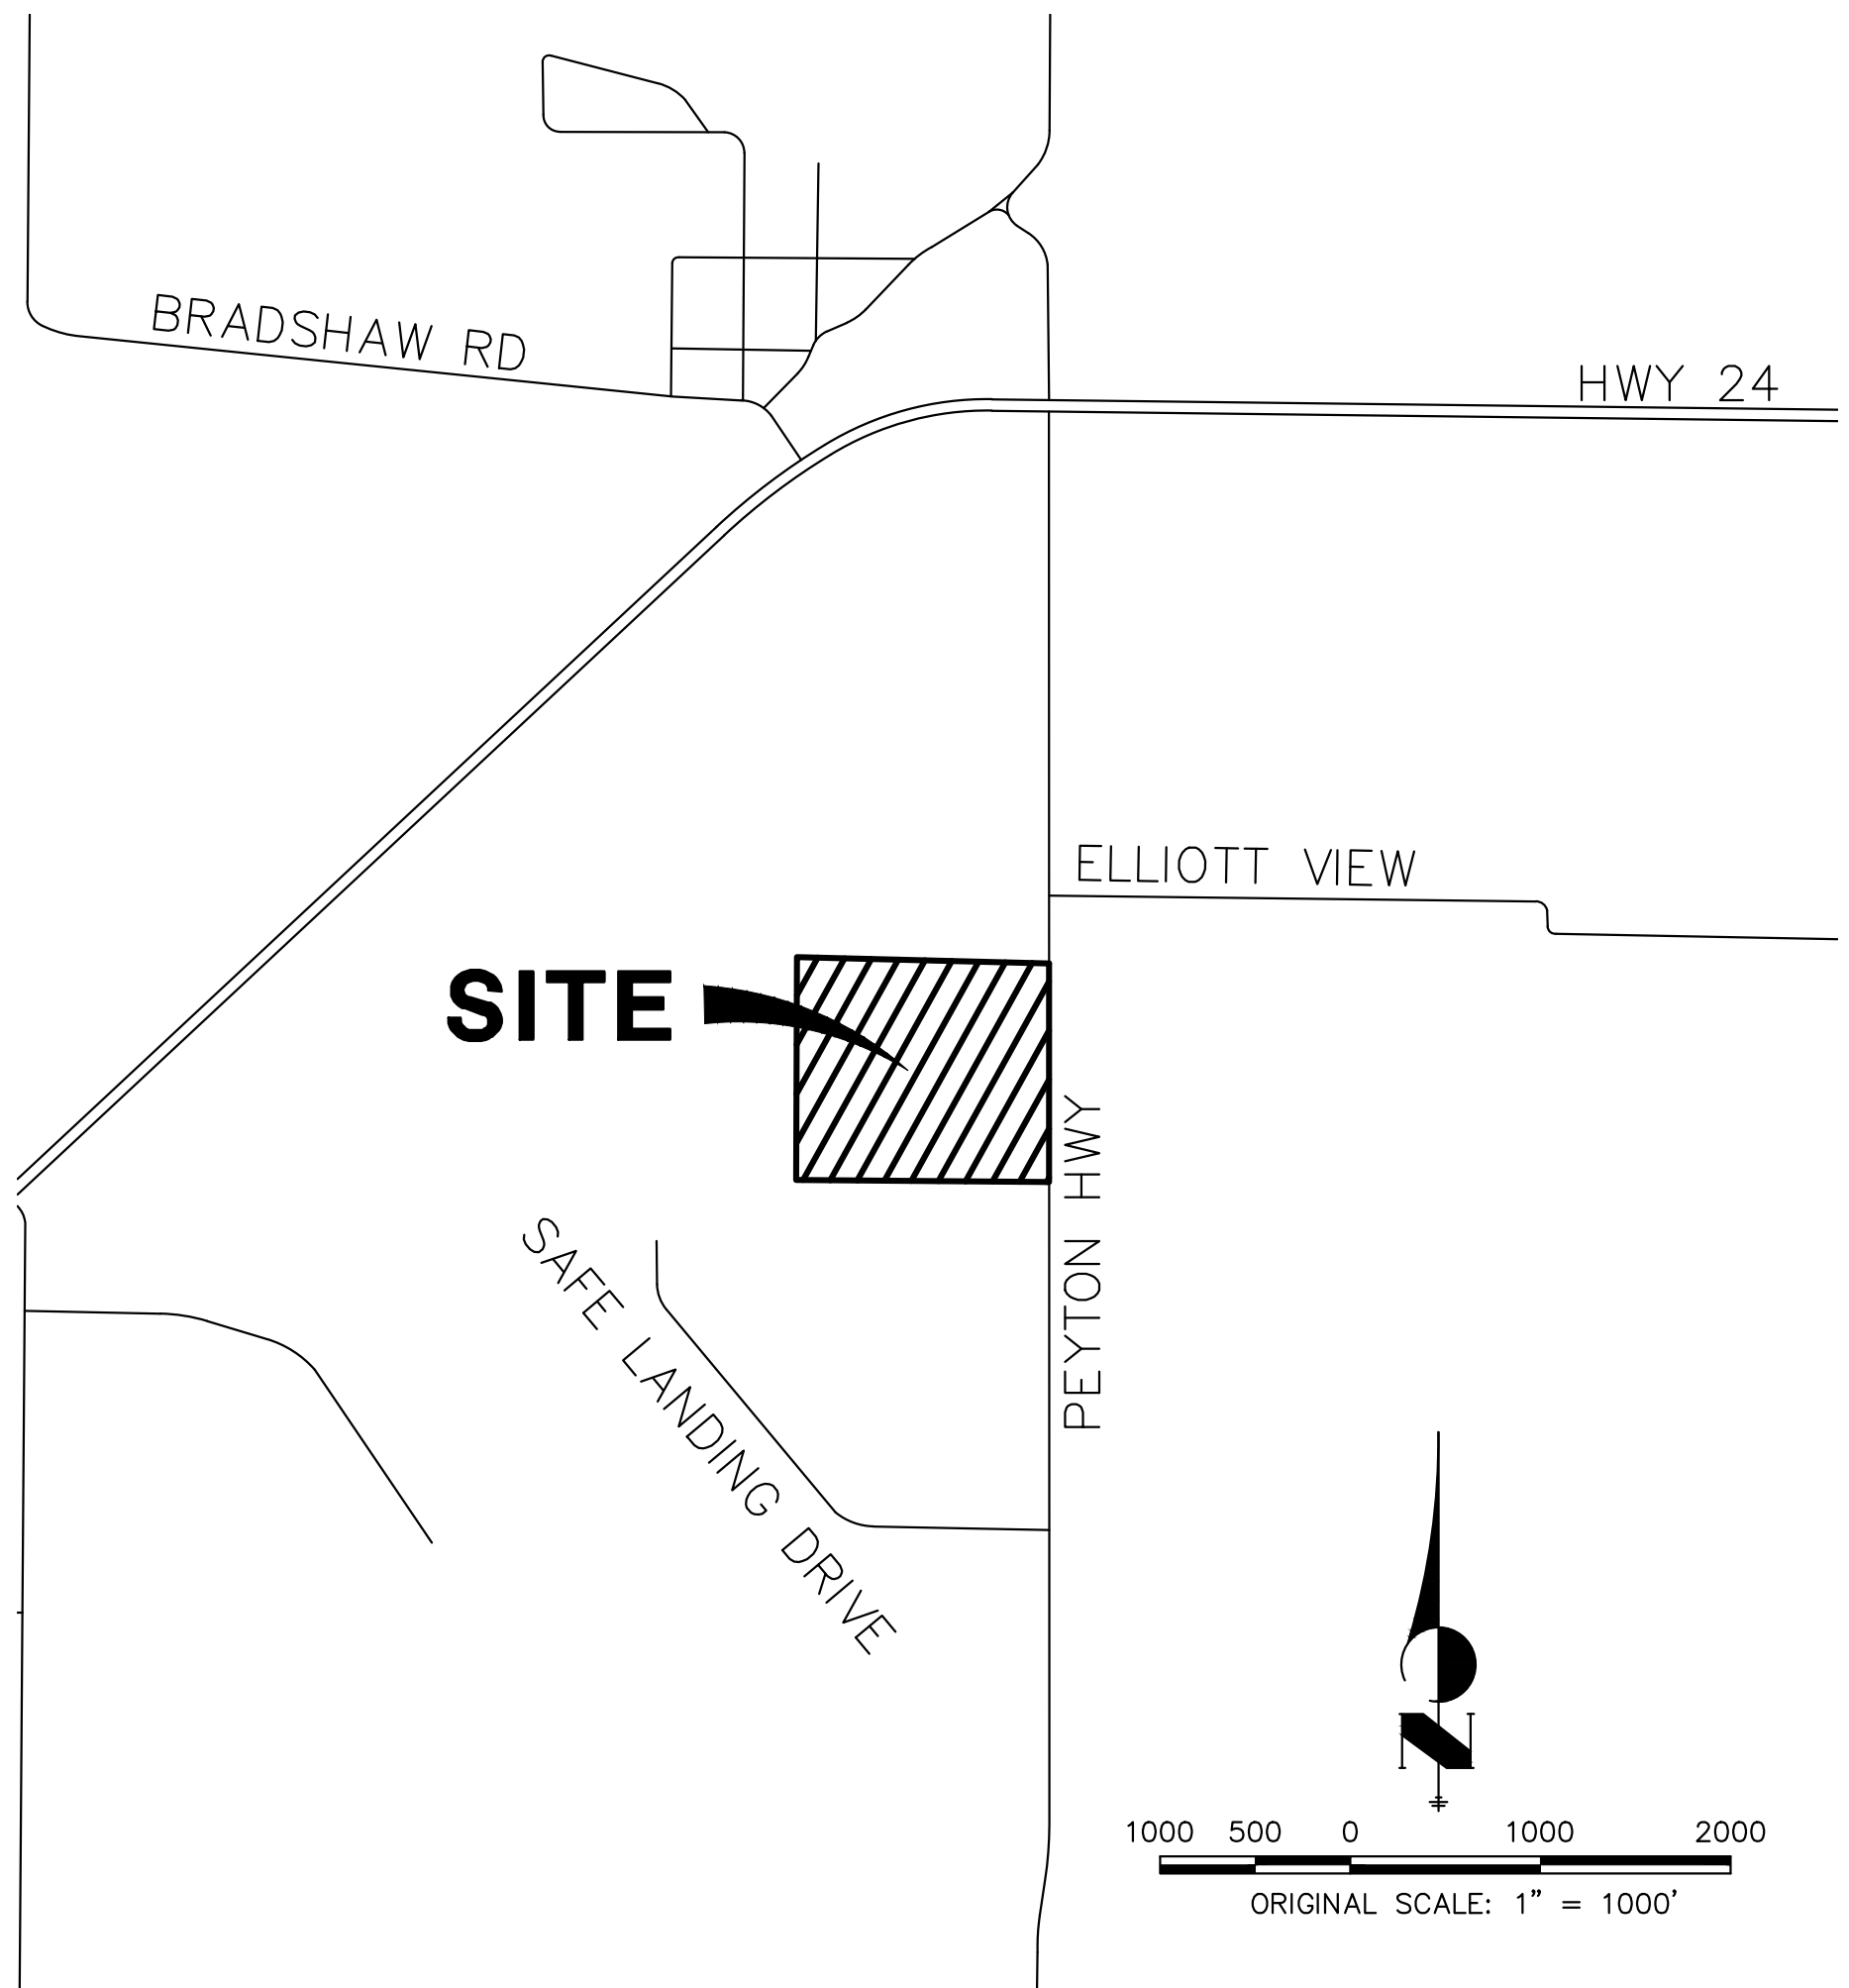 BRADSHAW RD
HWY 24
ELLIOTT VIEW
SITE
PEYTON HWY
SAFE LANDING DRIVE
N
1000 500 0 1000 2000
ORIGINAL SCALE: 1" = 1000'